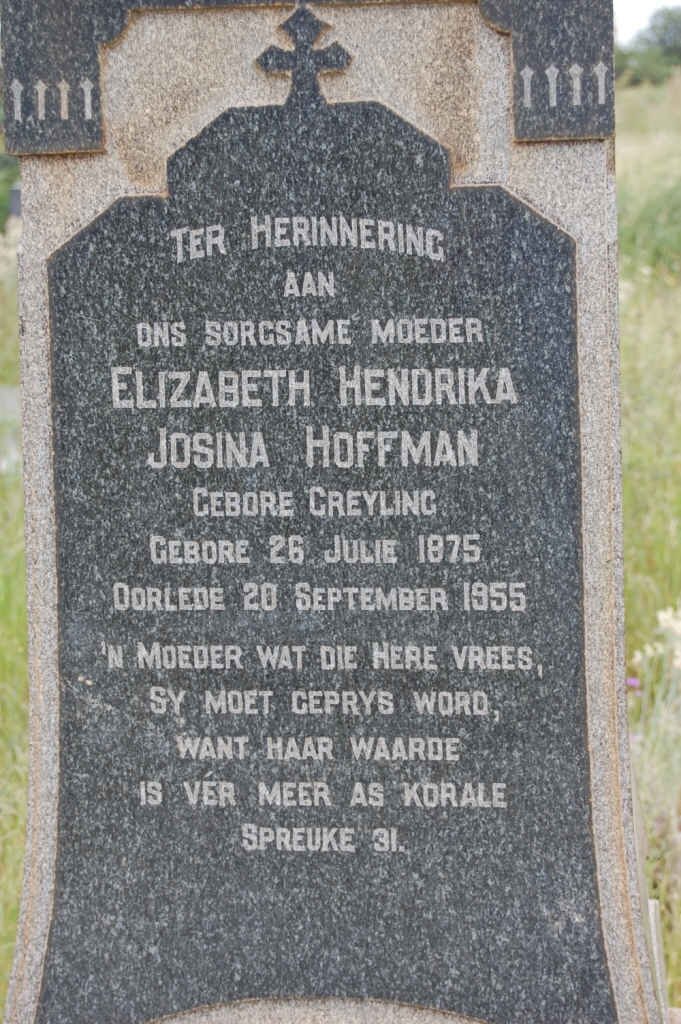 TER HERINNERING
AAN
ONS SORGSAME MOEDER
ELIZABETH HENDRIKA
JOSINA HOFFMAN
GEBORE GREYLING
GEBORE 26 JULIE 1875
OORLEDE 20 SEPTEMBER 1955
'N MOEDER WAT DIE HERE VREES,
SY MOET GEPRYS WORD,
WANT HAAR WAARDE
IS VÉR MEER AS KORALE
SPREUKE 31.